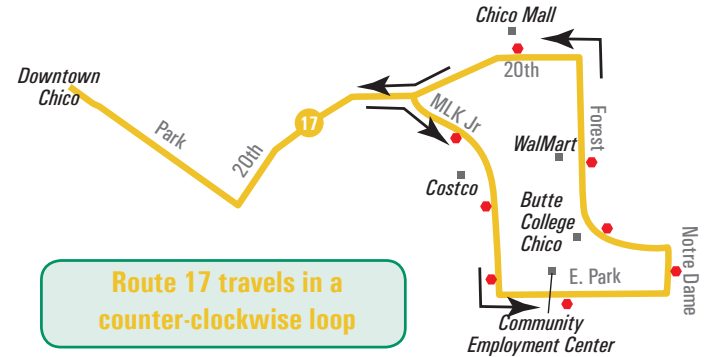 Chico Mall
20th
Downtown
Chico
Park
20th
17
MLK Jr
Forest
WalMart
Costco
Butte
College
Chico
Notre Dame
E. Park
Community
Employment Center
Route 17 travels in a
counter-clockwise loop